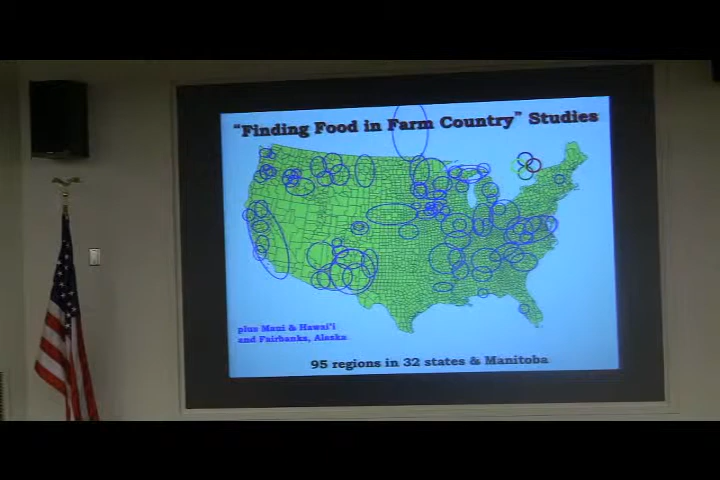 "Finding Food in Farm Country" Studies
plus Maui & Hawai'i
and Fairbanks, Alaska
95 regions in 32 states & Manitoba